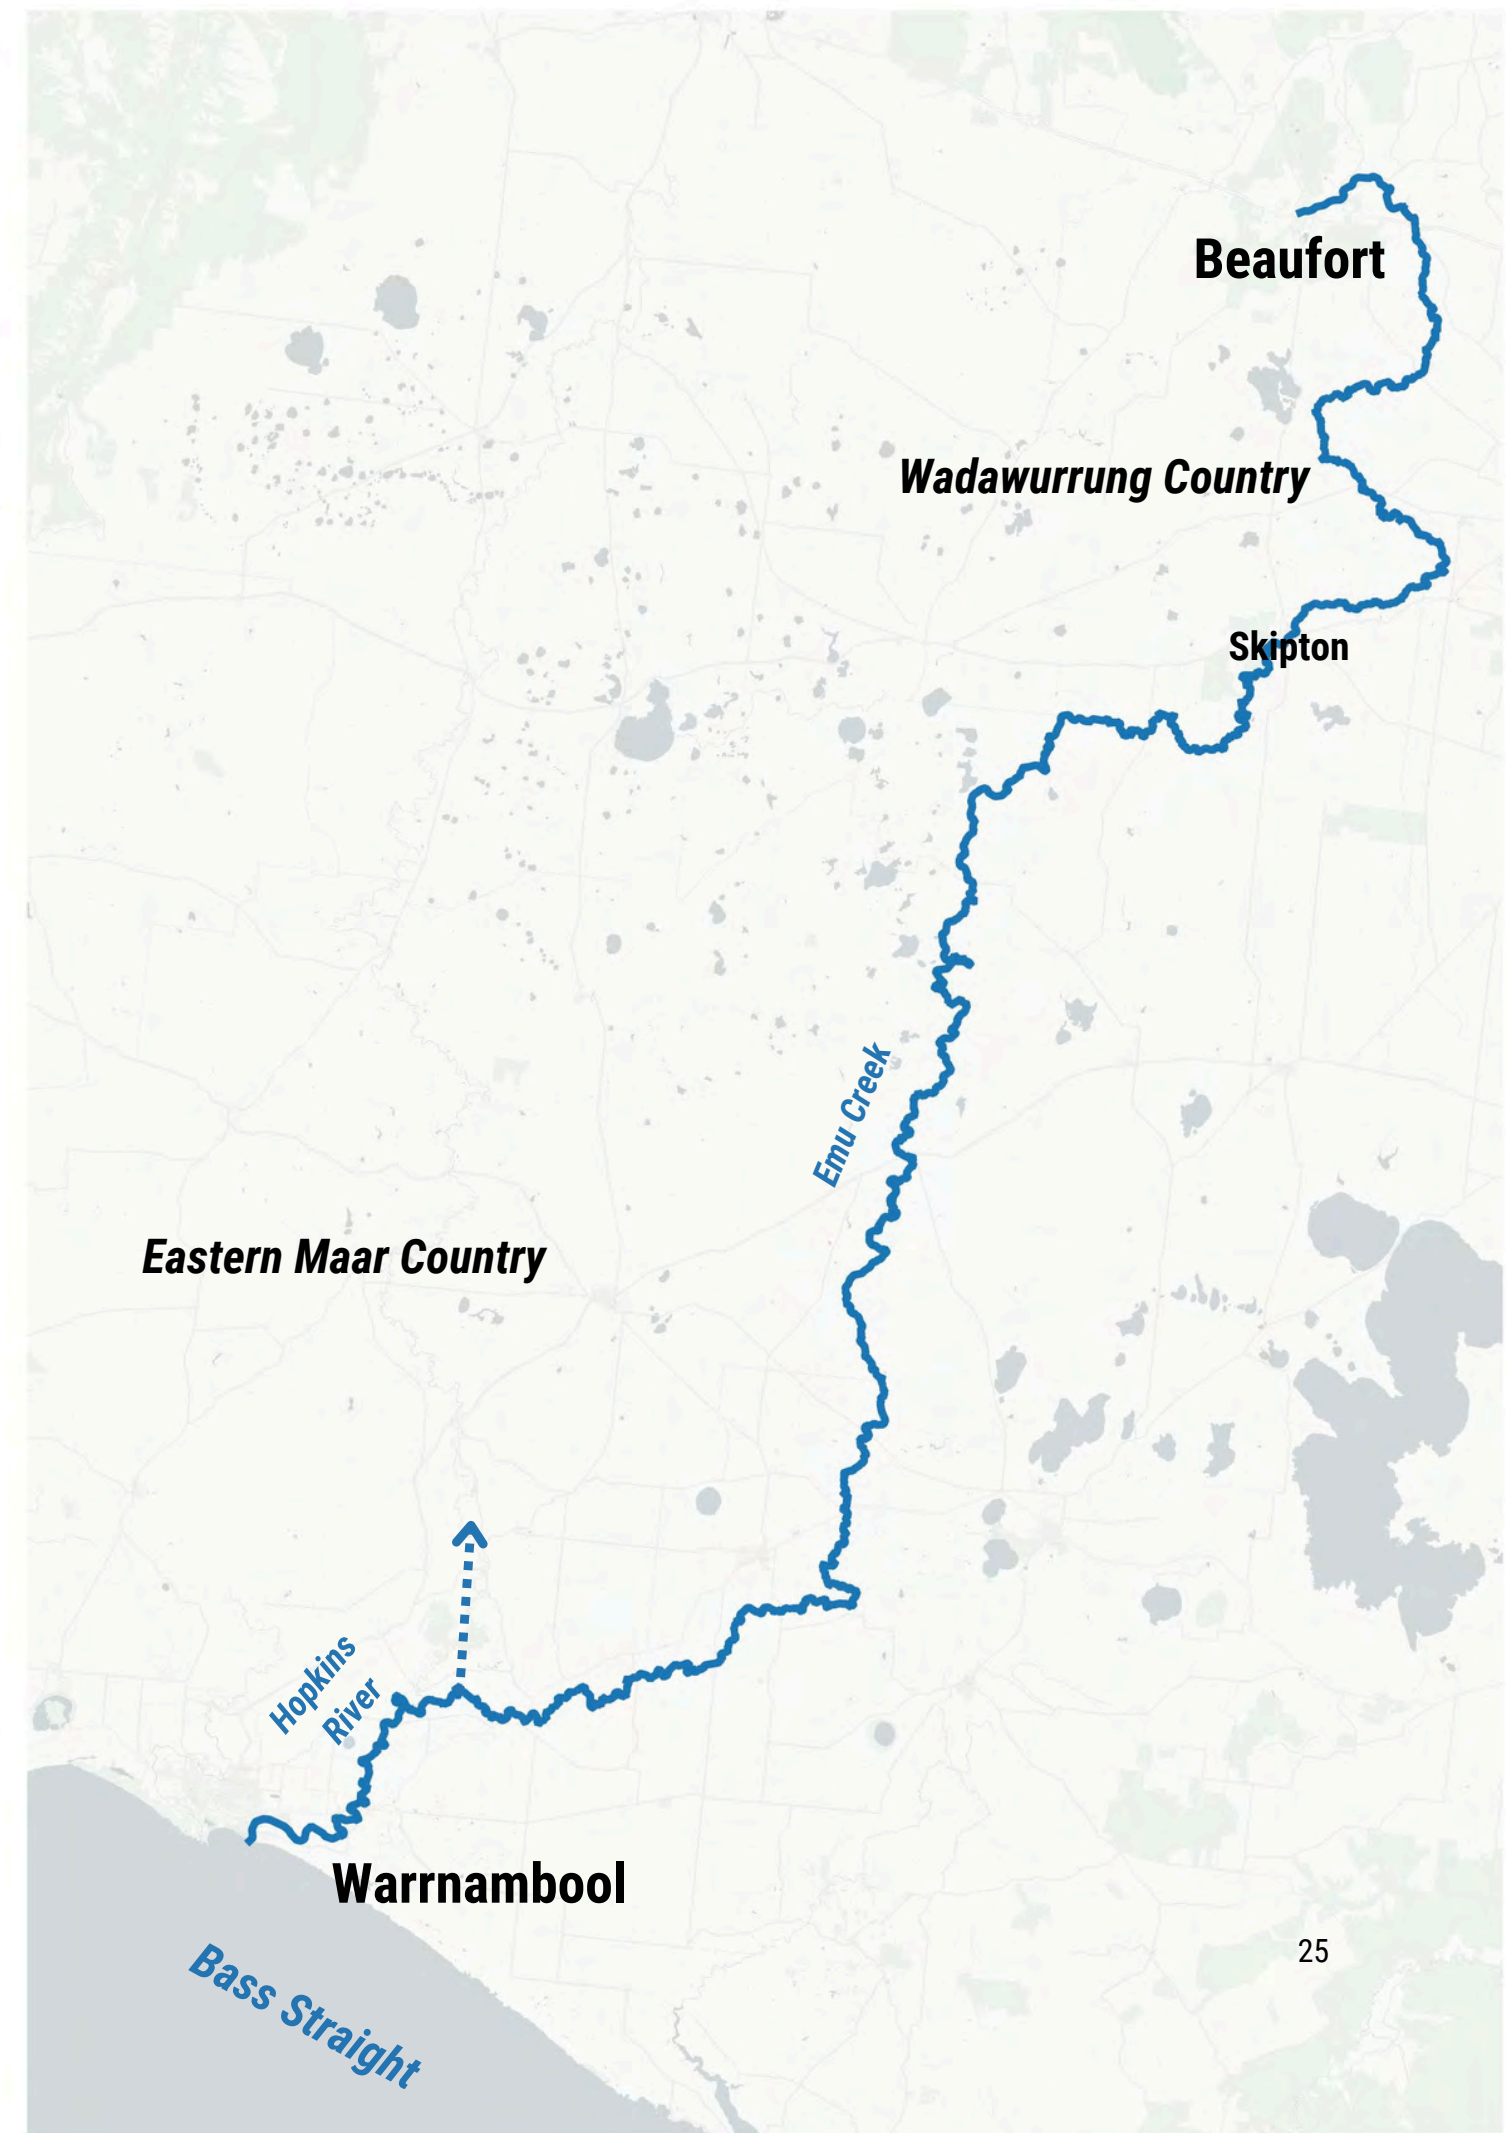 Beaufort
Wadawurrung Country
Skipton
Emu Creek
Eastern Maar Country
Hopkins
River
Warrnambool
25
Bass Straight